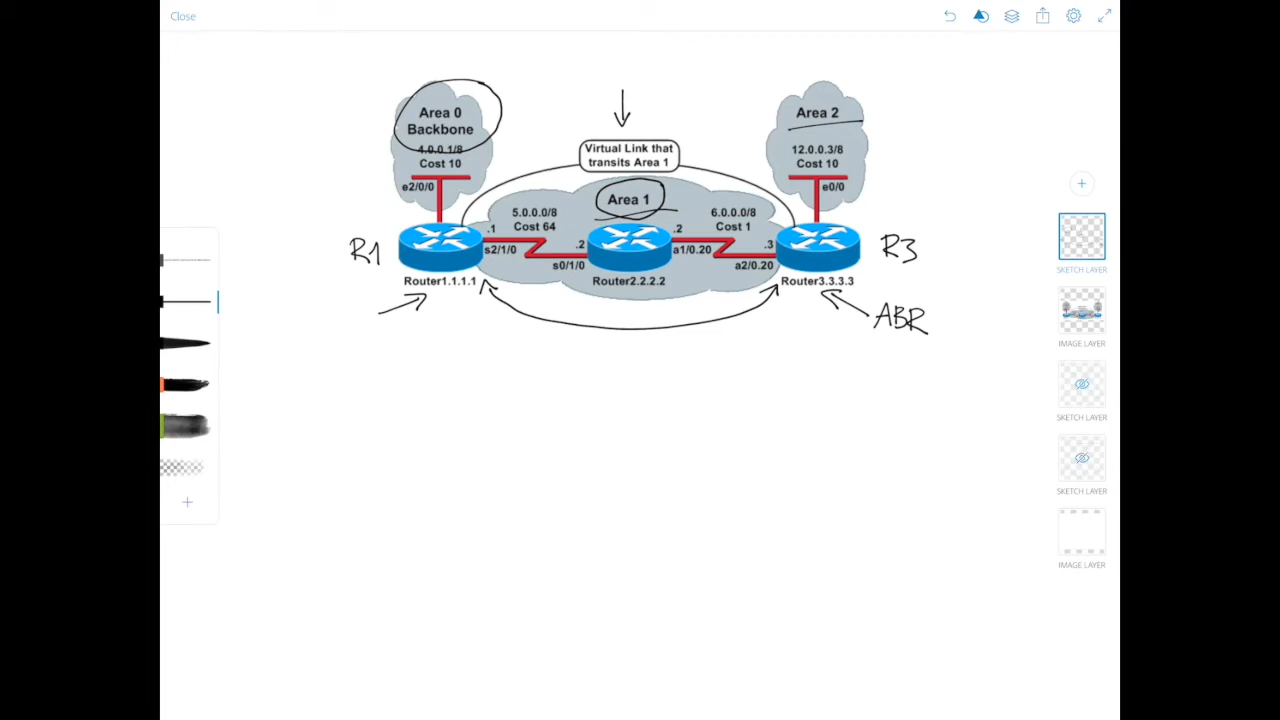 Close
Area 0
Backbone
4.0.0.1/8
Cost 10
e2/0/0
Virtual Link that
transits Area 1
Area 2
12.0.0.3/8
Cost 10
e0/0
Area 1
5.0.0.0/8
Cost 64
6.0.0.0/8
Cost 1
R1
.1
s2/1/0
.2
s0/1/0
.2
a1/0.20
.3
a2/0.20
R3
Router1.1.1.1
Router2.2.2.2
Router3.3.3.3
ABR
SKETCH LAYER
IMAGE LAYER
SKETCH LAYER
SKETCH LAYER
IMAGE LAYER